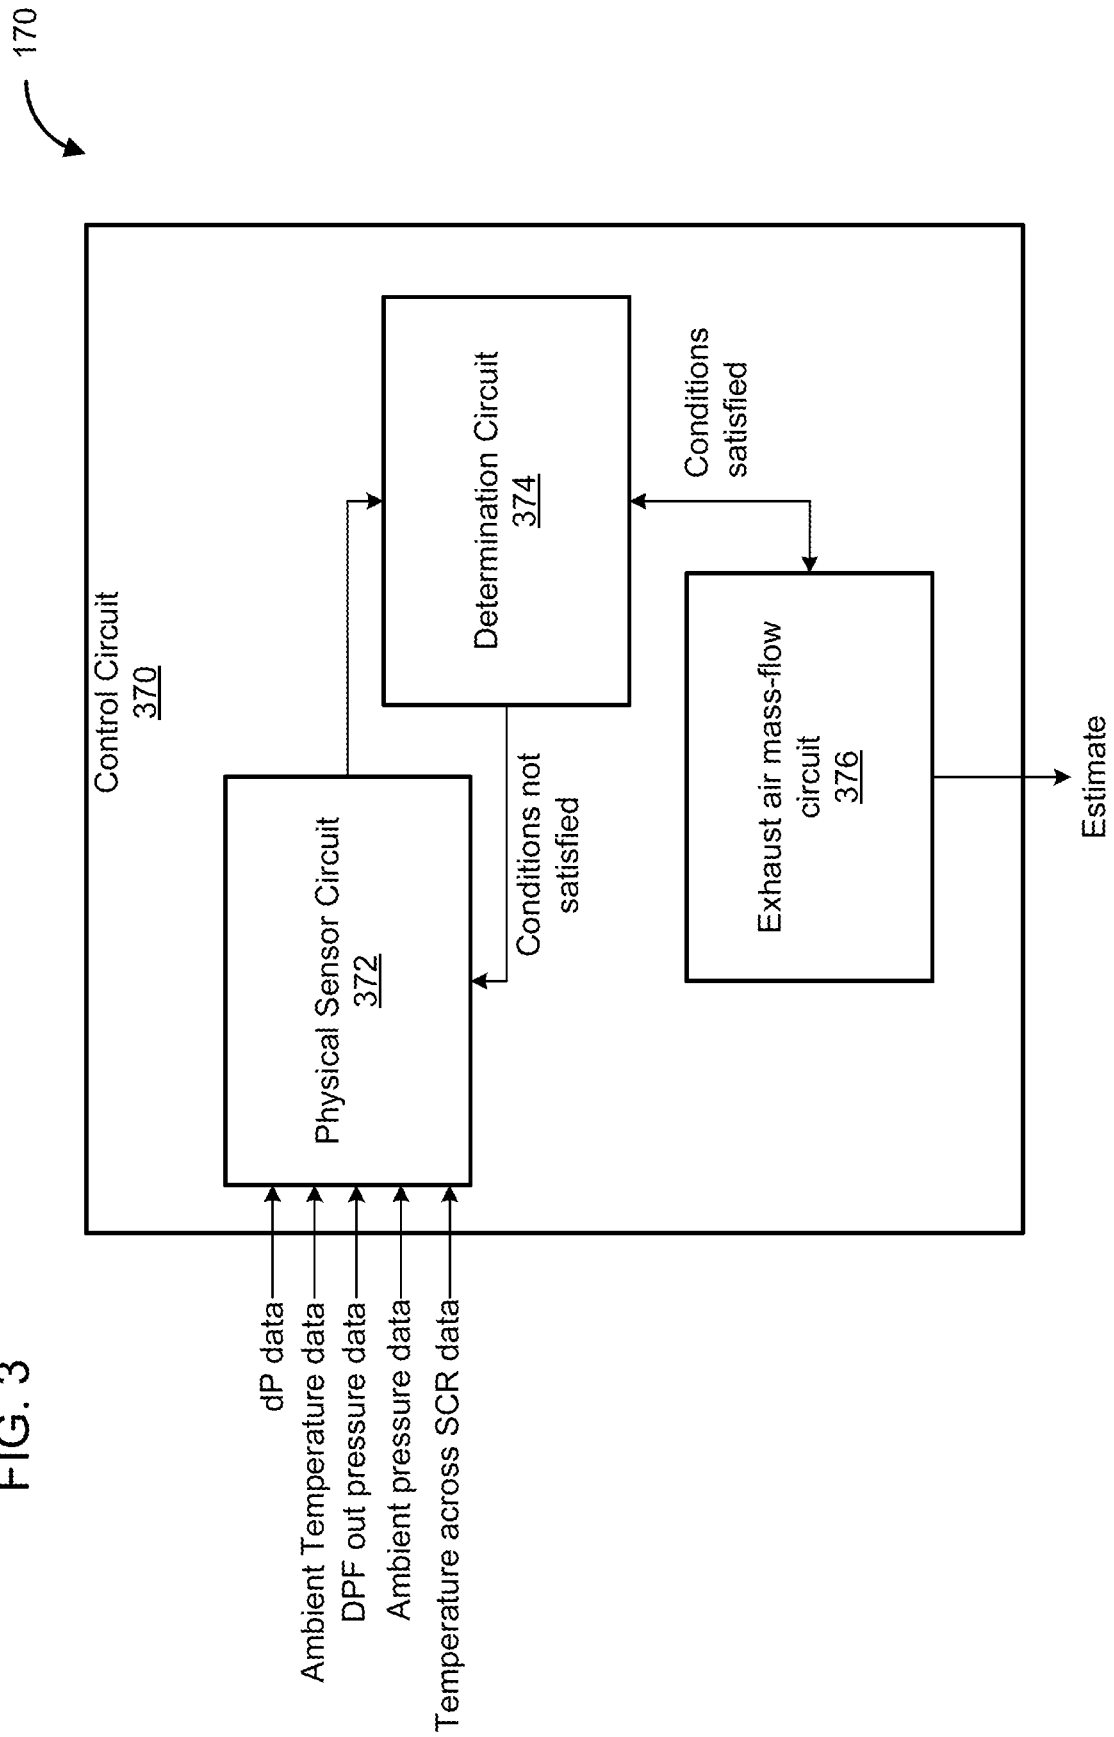 FIG. 3
170
Control Circuit
370
dP data
Ambient Temperature data
DPF out pressure data
Ambient pressure data
Temperature across SCR data
Physical Sensor Circuit
372
Determination Circuit
374
Conditions not
satisfied
Conditions
satisfied
Exhaust air mass-flow
circuit
376
Estimate